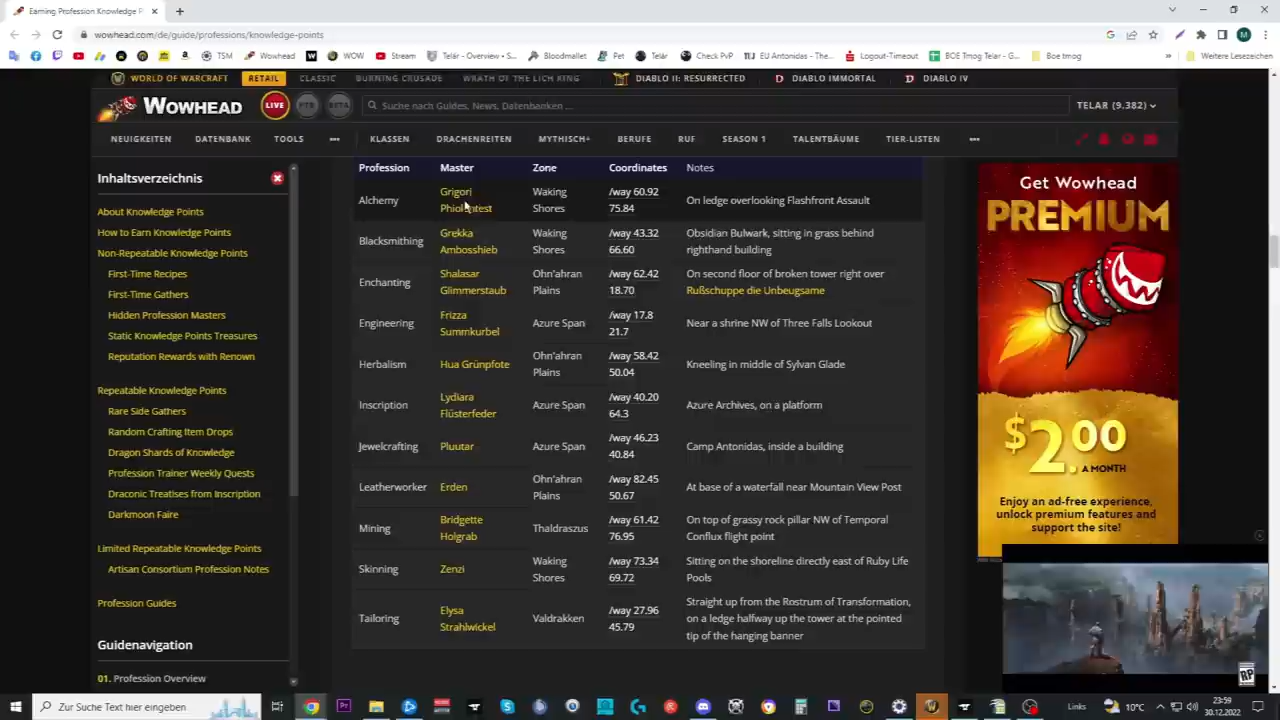 Earning Profession Knowledge P
wowhead.com/de/guide/professions/knowledge-points
TSM
Wowhead
WOW
Stream
Telár - Overview - S...
Bloodmallet
Pet
Telár
Check PvP
EU Antonidas - The...
Logout-Timeout
BOE Tmog Telar - G...
Boe tmog
»
Weitere Lesezeichen
WORLD OF WARCRAFT
RETAIL
CLASSIC
BURNING CRUSADE
WRATH OF THE LICH KING
DIABLO II: RESURRECTED
DIABLO IMMORTAL
DIABLO IV
WOWHEAD
LIVE
PTR
BETA
Suche nach Guides, News, Datenbanken ...
TELAR (9.382)
NEUIGKEITEN
DATENBANK
TOOLS
•••
KLASSEN
DRACHENREITEN
MYTHISCH+
BERUFE
RUF
SEASON 1
TALENTBÄUME
TIER-LISTEN
•••
Inhaltsverzeichnis
About Knowledge Points
How to Earn Knowledge Points
Non-Repeatable Knowledge Points
First-Time Recipes
First-Time Gathers
Hidden Profession Masters
Static Knowledge Points Treasures
Reputation Rewards with Renown
Repeatable Knowledge Points
Rare Side Gathers
Random Crafting Item Drops
Dragon Shards of Knowledge
Profession Trainer Weekly Quests
Draconic Treatises from Inscription
Darkmoon Faire
Limited Repeatable Knowledge Points
Artisan Consortium Profession Notes
Profession Guides
Guidenavigation
01. Profession Overview
Profession Master Zone Coordinates Notes
Alchemy
Grigori
Phiolentest
Waking
Shores
/way 60.92
75.84
On ledge overlooking Flashfront Assault
Blacksmithing
Grekka
Ambosshieb
Waking
Shores
/way 43.32
66.60
Obsidian Bulwark, sitting in grass behind
righthand building
Enchanting
Shalasar
Glimmerstaub
Ohn'ahran
Plains
/way 62.42
18.70
On second floor of broken tower right over
Rußschuppe die Unbeugsame
Engineering
Frizza
Summkurbel
Azure Span
/way 17.8
21.7
Near a shrine NW of Three Falls Lookout
Herbalism
Hua Grünpfote
Ohn'ahran
Plains
/way 58.42
50.04
Kneeling in middle of Sylvan Glade
Inscription
Lydiara
Flüsterfeder
Azure Span
/way 40.20
64.3
Azure Archives, on a platform
Jewelcrafting
Pluutar
Azure Span
/way 46.23
40.84
Camp Antonidas, inside a building
Leatherworker
Erden
Ohn'ahran
Plains
/way 82.45
50.67
At base of a waterfall near Mountain View Post
Mining
Bridgette
Holgrab
Thaldraszus
/way 61.42
76.95
On top of grassy rock pillar NW of Temporal
Conflux flight point
Skinning
Zenzi
Waking
Shores
/way 73.34
69.72
Sitting on the shoreline directly east of Ruby Life
Pools
Tailoring
Elysa
Strahlwickel
Valdrakken
/way 27.96
45.79
Straight up from the Rostrum of Transformation,
on a ledge halfway up the tower at the pointed
tip of the hanging banner
Get Wowhead
PREMIUM
$2.00
A MONTH
Enjoy an ad-free experience,
unlock premium features and
support the site!
RP
Zur Suche Text hier eingeben
Links
10°C
23:59
30.12.2022